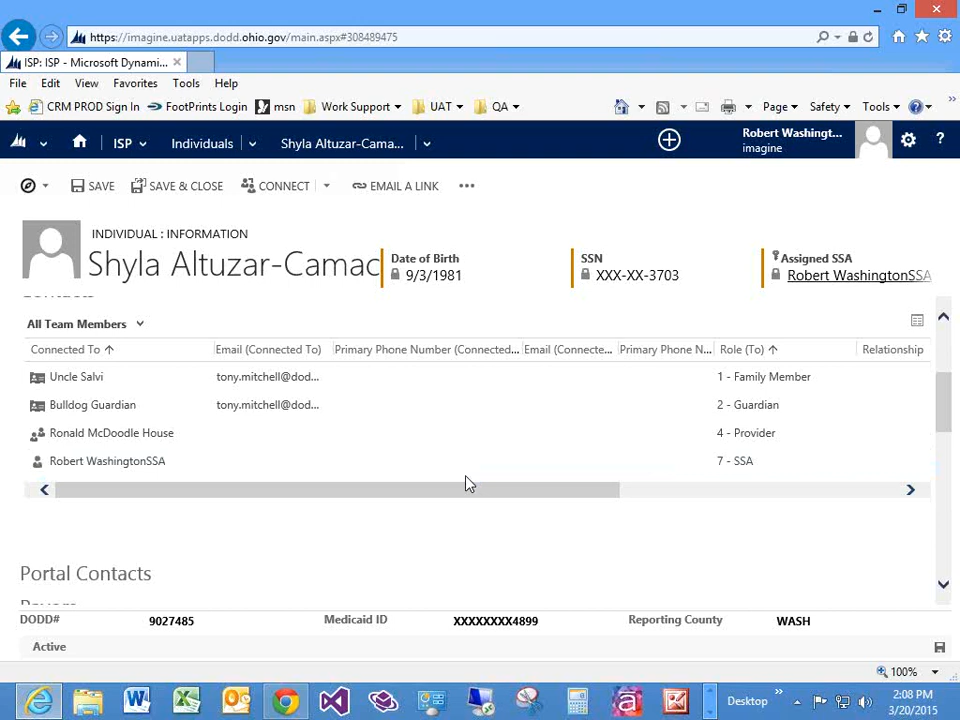 https://imagine.uatapps.dodd.ohio.gov/main.aspx#308489475
ISP: ISP - Microsoft Dynami...
File Edit View Favorites Tools Help
CRM PROD Sign In FootPrints Login msn Work Support UAT QA Page Safety Tools
ISP Individuals Shyla Altuzar-Cama... Robert Washingt...
imagine
SAVE SAVE & CLOSE CONNECT EMAIL A LINK
INDIVIDUAL : INFORMATION
Shyla Altuzar-Camac
Date of Birth SSN Assigned SSA
9/3/1981 XXX-XX-3703 Robert WashingtonSSA
Contacts
All Team Members
Connected To Email (Connected To) Primary Phone Number (Connected... Email (Connecte... Primary Phone N... Role (To) Relationship
Uncle Salvi tony.mitchell@dod... 1 - Family Member
Bulldog Guardian tony.mitchell@dod... 2 - Guardian
Ronald McDoodle House 4 - Provider
Robert WashingtonSSA 7 - SSA
Portal Contacts
DODD# 9027485 Medicaid ID XXXXXXXX4899 Reporting County WASH
Active
100%
Desktop
2:08 PM
3/20/2015